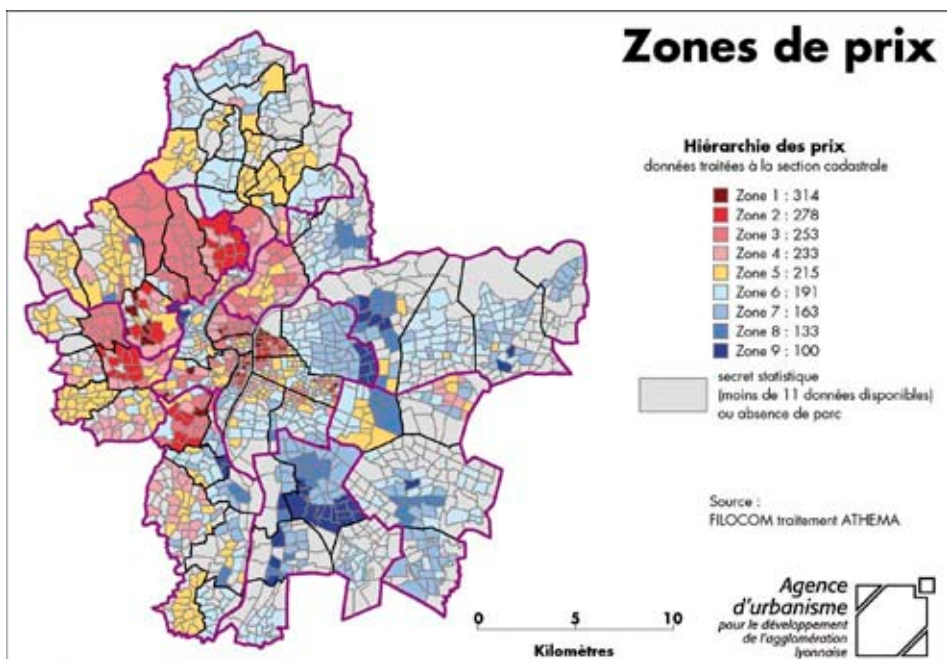 Zones de prix
Hiérarchie des prix
données traitées à la section cadastrale
Zone 1 : 314
Zone 2 : 278
Zone 3 : 253
Zone 4 : 233
Zone 5 : 215
Zone 6 : 191
Zone 7 : 163
Zone 8 : 133
Zone 9 : 100
secret statistique
(moins de 11 données disponibles)
ou absence de parc
Source :
FILOCOM traitement ATHEMA
0 5 10
Kilomètres
Agence
d'urbanisme
pour le développement
de l'agglomération
lyonnaise